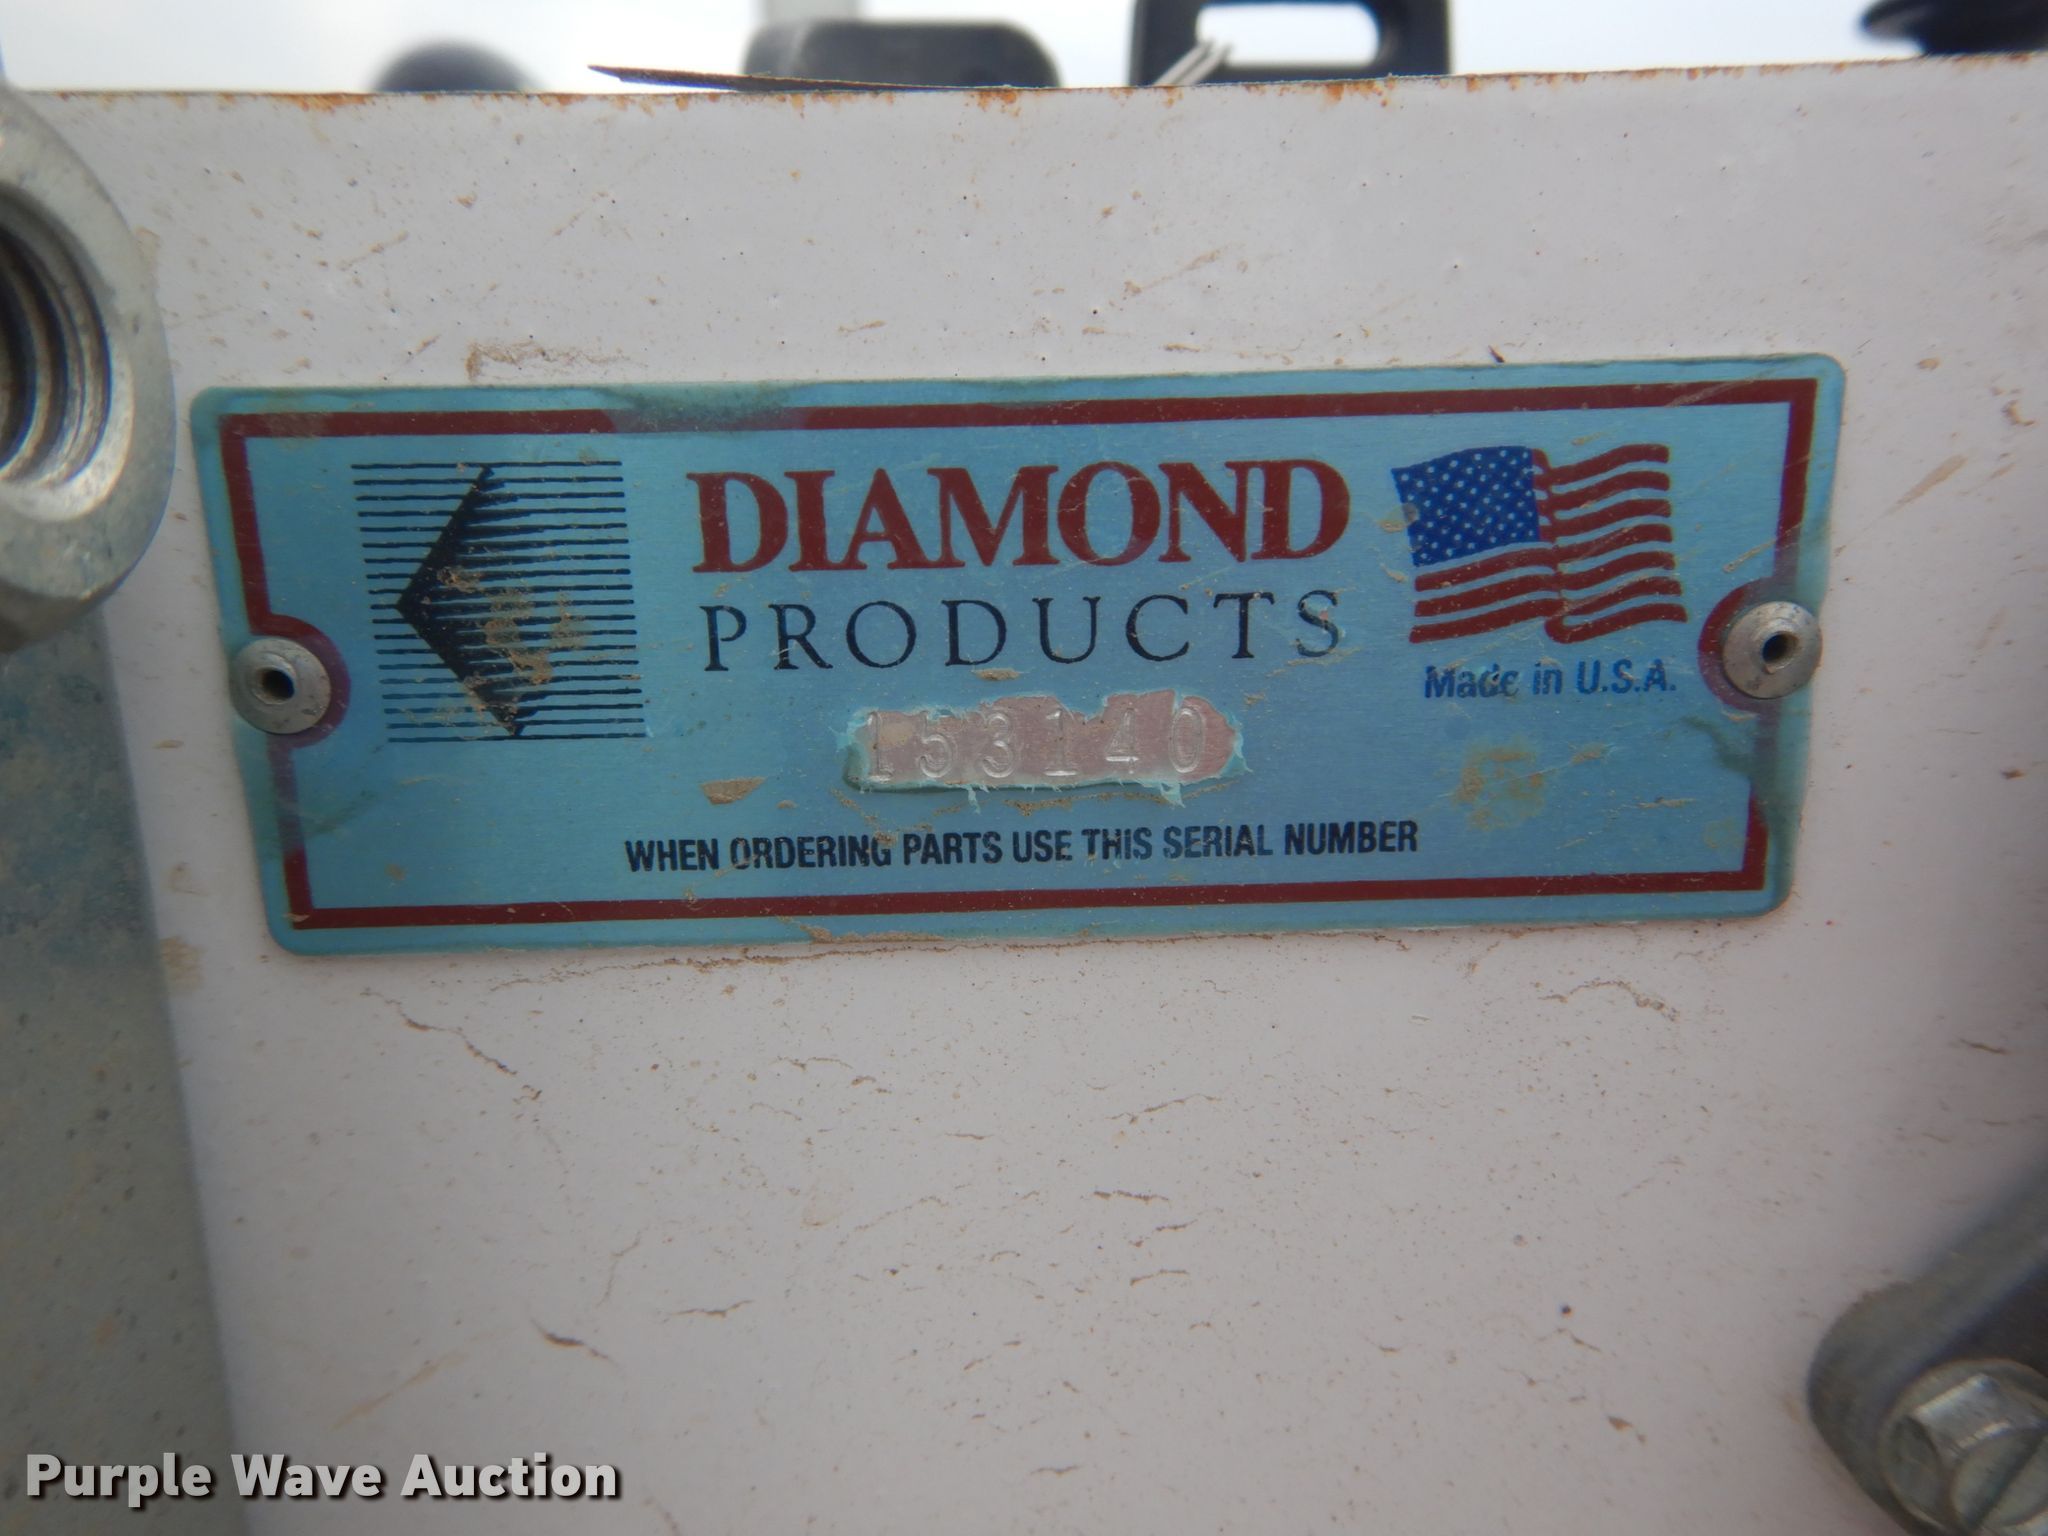 DIAMOND
PRODUCTS
Made in U.S.A.
153140
WHEN ORDERING PARTS USE THIS SERIAL NUMBER
Purple Wave Auction